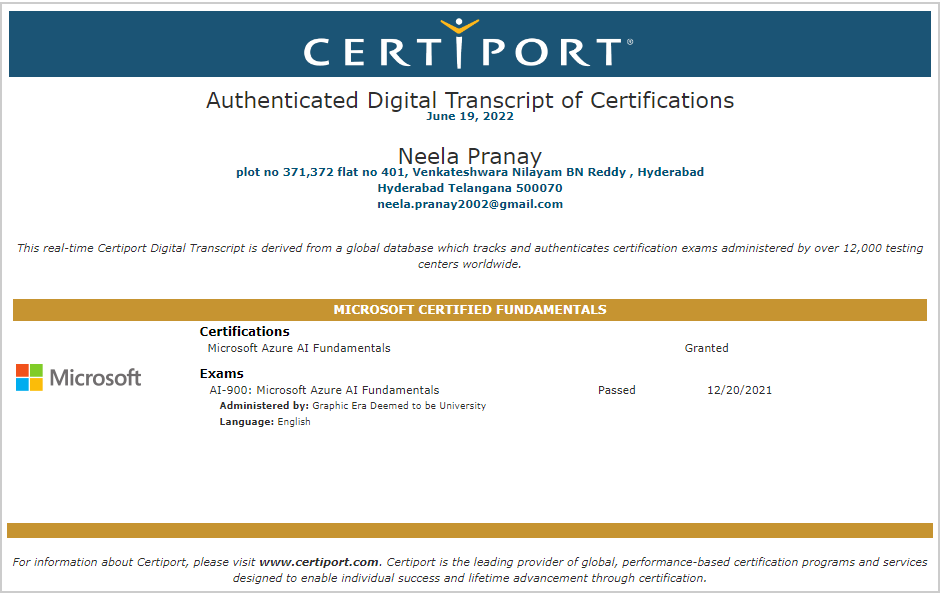 CERTIPORT®
Authenticated Digital Transcript of Certifications
June 19, 2022
Neela Pranay
plot no 371,372 flat no 401, Venkateshwara Nilayam BN Reddy , Hyderabad
Hyderabad Telangana 500070
neela.pranay2002@gmail.com
This real-time Certiport Digital Transcript is derived from a global database which tracks and authenticates certification exams administered by over 12,000 testing
centers worldwide.
MICROSOFT CERTIFIED FUNDAMENTALS
Microsoft
Certifications
Microsoft Azure AI Fundamentals Granted
Exams
AI-900: Microsoft Azure AI Fundamentals Passed 12/20/2021
Administered by: Graphic Era Deemed to be University
Language: English
For information about Certiport, please visit www.certiport.com. Certiport is the leading provider of global, performance-based certification programs and services
designed to enable individual success and lifetime advancement through certification.